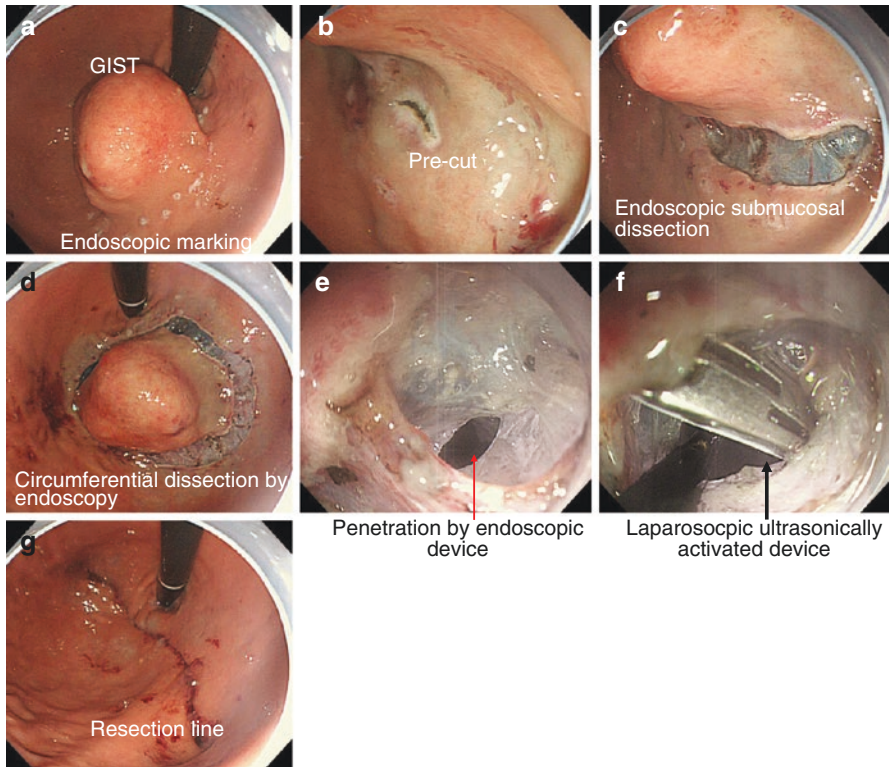 a
GIST
Endoscopic marking
b
Pre-cut
c
Endoscopic submucosal
dissection
d
Circumferential dissection by
endoscopy
e
Penetration by endoscopic
device
f
Laparosocpic ultrasonically
activated device
g
Resection line